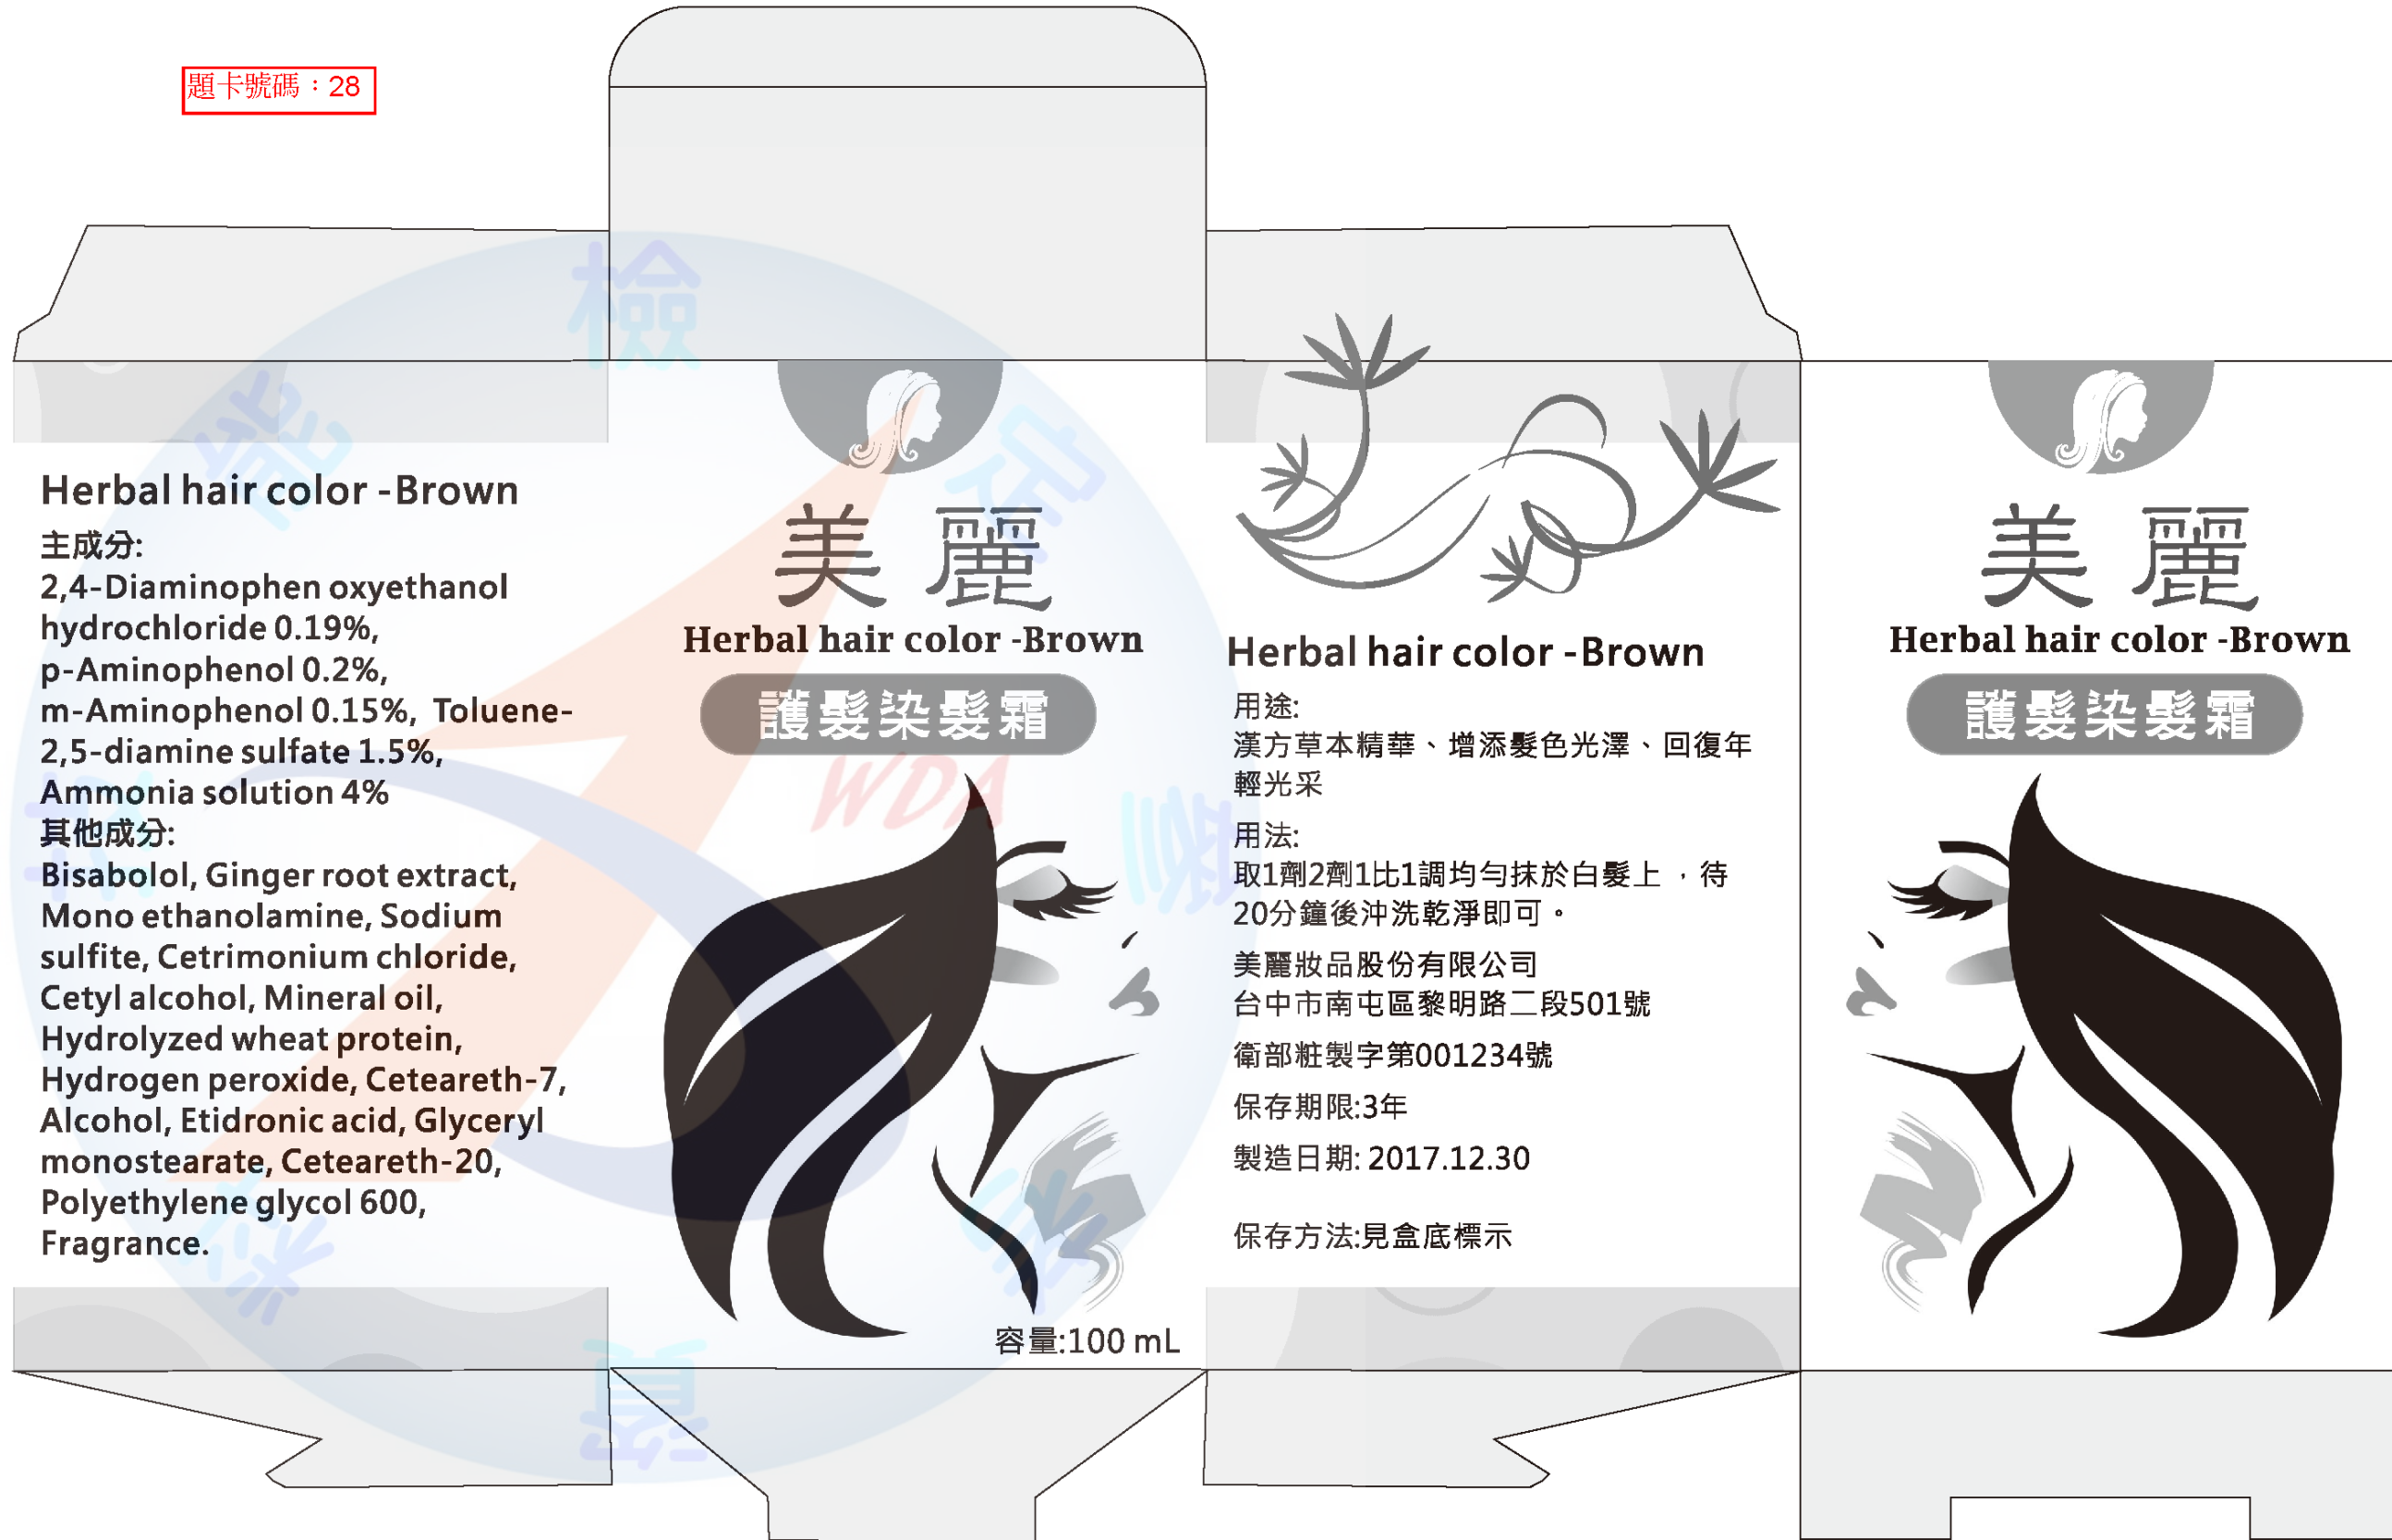 題卡號碼：28
Herbal hair color -Brown
主成分:
2,4-Diaminophen oxyethanol
hydrochloride 0.19%,
p-Aminophenol 0.2%,
m-Aminophenol 0.15%, Toluene-
2,5-diamine sulfate 1.5%,
Ammonia solution 4%
其他成分:
Bisabolol, Ginger root extract,
Mono ethanolamine, Sodium
sulfite, Cetrimonium chloride,
Cetyl alcohol, Mineral oil,
Hydrolyzed wheat protein,
Hydrogen peroxide, Ceteareth-7,
Alcohol, Etidronic acid, Glyceryl
monostearate, Ceteareth-20,
Polyethylene glycol 600,
Fragrance.
美麗
Herbal hair color -Brown
護髮染髮霜
WDA
容量:100 mL
Herbal hair color -Brown
用途:
漢方草本精華、增添髮色光澤、回復年
輕光采
用法:
取1劑2劑1比1調均勻抹於白髮上，待
20分鐘後沖洗乾淨即可。
美麗妝品股份有限公司
台中市南屯區黎明路二段501號
衛部粧製字第001234號
保存期限:3年
製造日期: 2017.12.30
保存方法:見盒底標示
美麗
Herbal hair color -Brown
護髮染髮霜